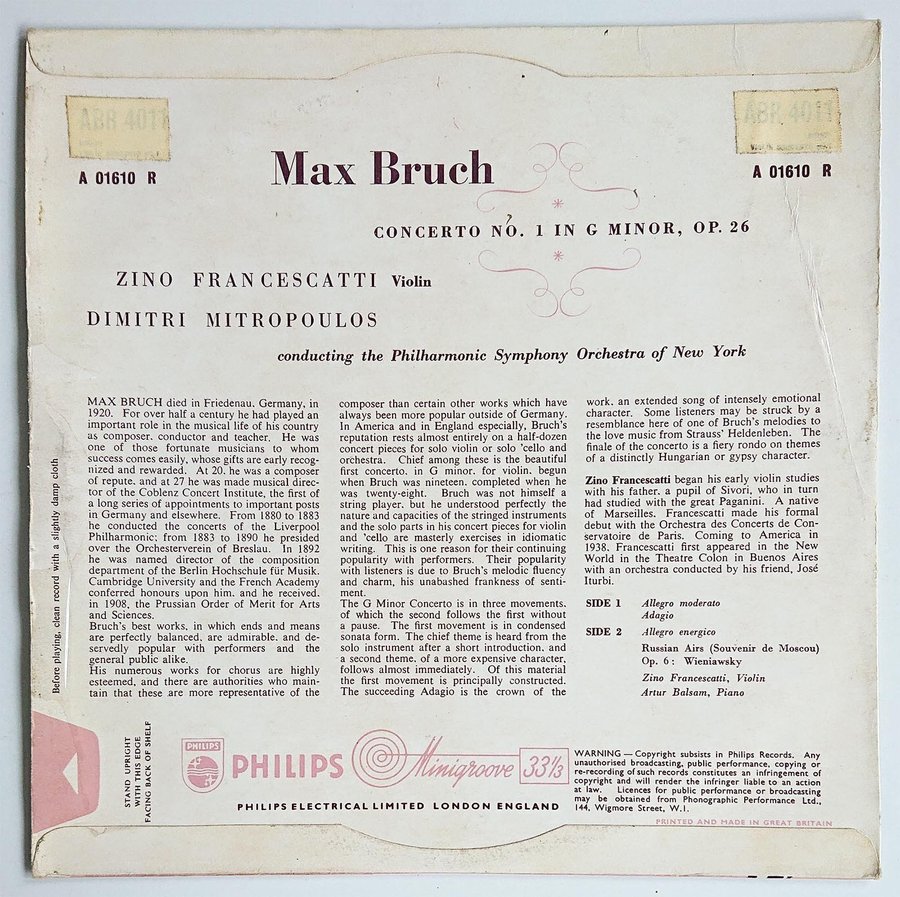 ABR 4011
ABR 4011
A 01610 R
A 01610 R
Max Bruch
CONCERTO NO. 1 IN G MINOR, OP. 26
ZINO FRANCESCATTI Violin
DIMITRI MITROPOULOS
conducting the Philharmonic Symphony Orchestra of New York
MAX BRUCH died in Friedenau, Germany, in
1920. For over half a century he had played an
important role in the musical life of his country
as composer, conductor and teacher. He was
one of those fortunate musicians to whom
success comes easily, whose gifts are early recog-
nized and rewarded. At 20, he was a composer
of repute, and at 27 he was made musical direc-
tor of the Coblenz Concert Institute, the first of
a long series of appointments to important posts
in Germany and elsewhere. From 1880 to 1883
he conducted the concerts of the Liverpool
Philharmonic; from 1883 to 1890 he presided
over the Orchesterverein of Breslau. In 1892
he was named director of the composition
department of the Berlin Hochschule für Musik.
Cambridge University and the French Academy
conferred honours upon him, and he received,
in 1908, the Prussian Order of Merit for Arts
and Sciences.
Bruch's best works, in which ends and means
are perfectly balanced, are admirable, and de-
servedly popular with performers and the
general public alike.
His numerous works for chorus are highly
esteemed, and there are authorities who main-
tain that these are more representative of the
composer than certain other works which have
always been more popular outside of Germany.
In America and in England especially, Bruch's
reputation rests almost entirely on a half-dozen
concert pieces for solo violin or solo 'cello and
orchestra. Chief among these is the beautiful
first concerto, in G minor, for violin, begun
when Bruch was nineteen, completed when he
was twenty-eight. Bruch was not himself a
string player, but he understood perfectly the
nature and capacities of the stringed instruments
and the solo parts in his concert pieces for violin
and 'cello are masterly exercises in idiomatic
writing. This is one reason for their continuing
popularity with performers. Their popularity
with listeners is due to Bruch's melodic fluency
and charm, his unabashed frankness of senti-
ment.
The G Minor Concerto is in three movements,
of which the second follows the first without
a pause. The first movement is in condensed
sonata form. The chief theme is heard from the
solo instrument after a short introduction, and
a second theme, of a more expensive character,
follows almost immediately. Of this material
the first movement is principally constructed.
The succeeding Adagio is the crown of the
work, an extended song of intensely emotional
character. Some listeners may be struck by a
resemblance here of one of Bruch's melodies to
the love music from Strauss' Heldenleben. The
finale of the concerto is a fiery rondo on themes
of a distinctly Hungarian or gypsy character.
Zino Francescatti began his early violin studies
with his father, a pupil of Sivori, who in turn
had studied with the great Paganini. A native
of Marseilles, Francescatti made his formal
debut with the Orchestra des Concerts de Con-
servatoire de Paris. Coming to America in
1938, Francescatti first appeared in the New
World in the Theatre Colon in Buenos Aires
with an orchestra conducted by his friend, José
Iturbi.
SIDE 1 Allegro moderato
Adagio
SIDE 2 Allegro energico
Russian Airs (Souvenir de Moscou)
Op. 6: Wieniawsky
Zino Francescatti, Violin
Artur Balsam, Piano
Before playing, clean record with a slightly damp cloth
STAND UPRIGHT
WITH THIS EDGE
FACING BACK OF SHELF
PHILIPS
PHILIPS
Minigroove 33⅓
PHILIPS ELECTRICAL LIMITED LONDON ENGLAND
WARNING — Copyright subsists in Philips Records. Any
unauthorised broadcasting, public performance, copying or
re-recording of such records constitutes an infringement of
copyright and will render the infringer liable to an action
at law. Licences for public performance or broadcasting
may be obtained from Phonographic Performance Ltd.,
144, Wigmore Street, W.1.
PRINTED AND MADE IN GREAT BRITAIN